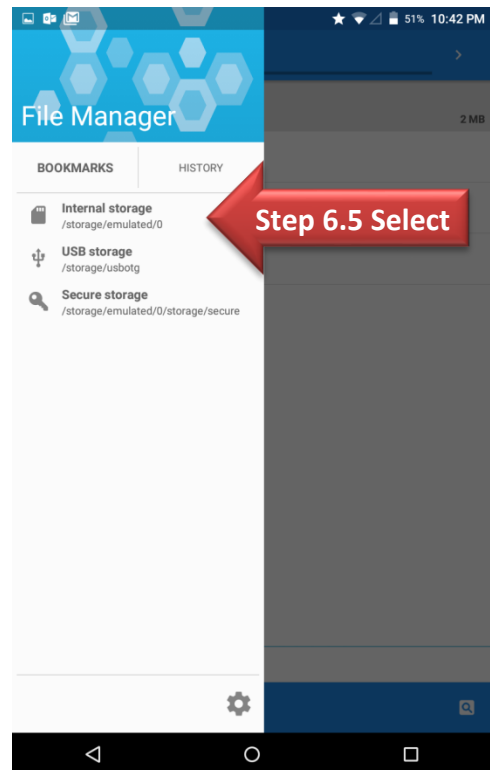 51% 10:42 PM
File Manager
2 MB
BOOKMARKS HISTORY
Internal storage
/storage/emulated/0
Step 6.5 Select
USB storage
/storage/usbotg
Secure storage
/storage/emulated/0/storage/secure